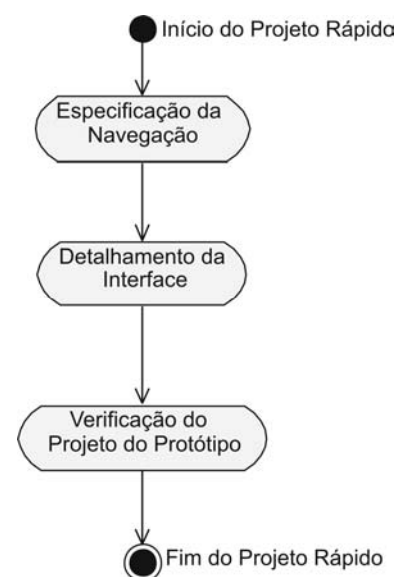 Início do Projeto Rápido
Especificação da
Navegação
Detalhamento da
Interface
Verificação do
Projeto do Protótipo
Fim do Projeto Rápido